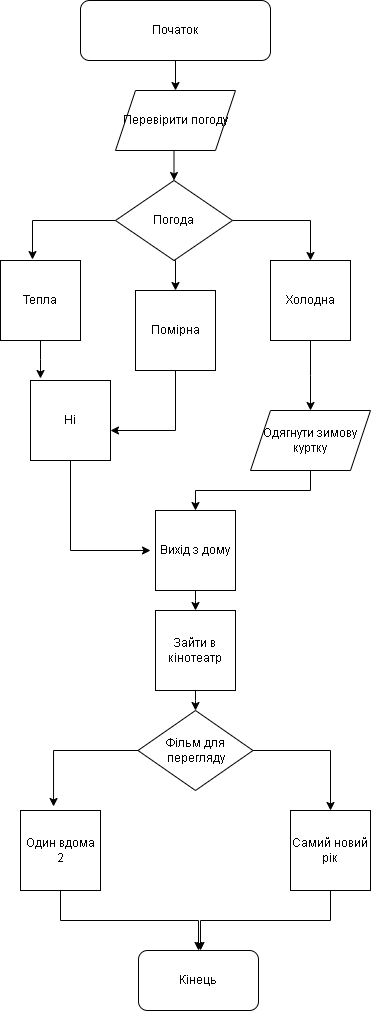 Початок
Перевірити погоду
Погода
Тепла
Помірна
Холодна
Ні
Одягнути зимову
куртку
Вихід з дому
Зайти в
кінотеатр
Фільм для
перегляду
Один вдома
2
Самий новий
рік
Кінець